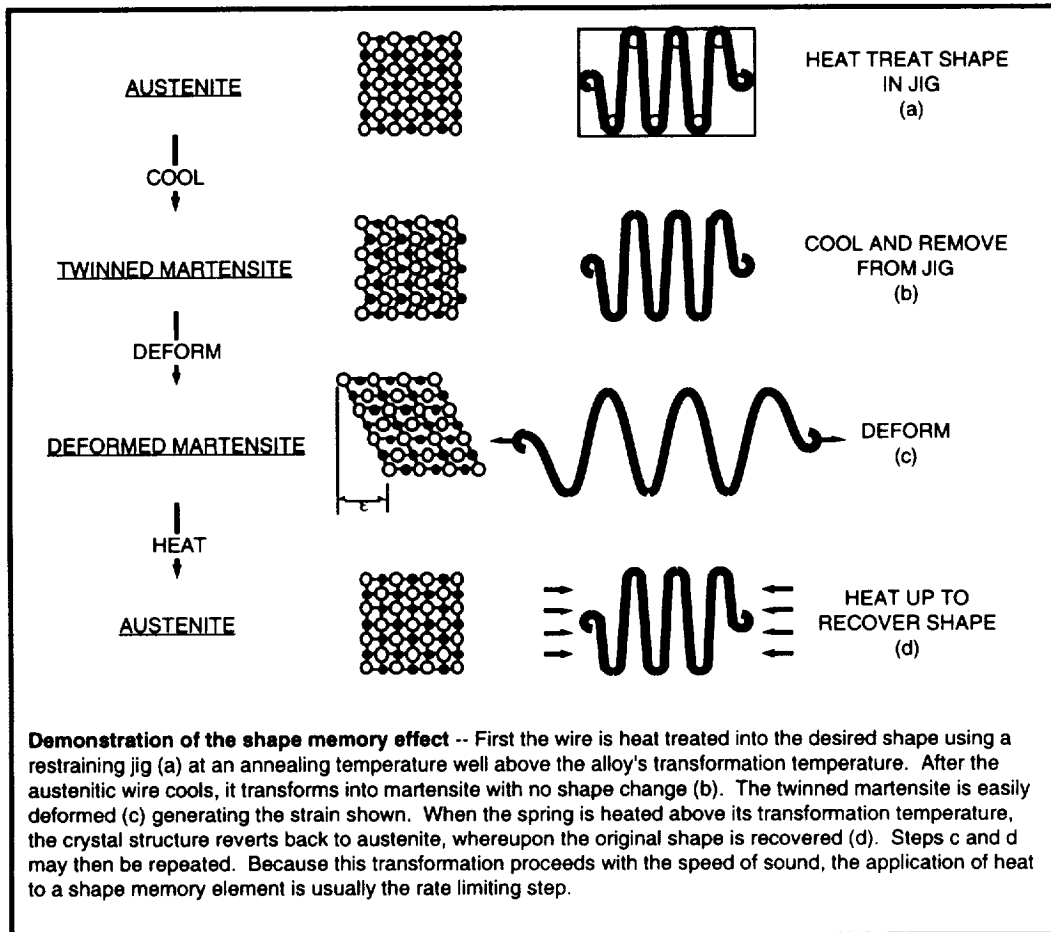 AUSTENITE
HEAT TREAT SHAPE
IN JIG
(a)
COOL
TWINNED MARTENSITE
COOL AND REMOVE
FROM JIG
(b)
DEFORM
DEFORMED MARTENSITE
DEFORM
(c)
ε
HEAT
AUSTENITE
HEAT UP TO
RECOVER SHAPE
(d)
Demonstration of the shape memory effect -- First the wire is heat treated into the desired shape using a
restraining jig (a) at an annealing temperature well above the alloy's transformation temperature. After the
austenitic wire cools, it transforms into martensite with no shape change (b). The twinned martensite is easily
deformed (c) generating the strain shown. When the spring is heated above its transformation temperature,
the crystal structure reverts back to austenite, whereupon the original shape is recovered (d). Steps c and d
may then be repeated. Because this transformation proceeds with the speed of sound, the application of heat
to a shape memory element is usually the rate limiting step.